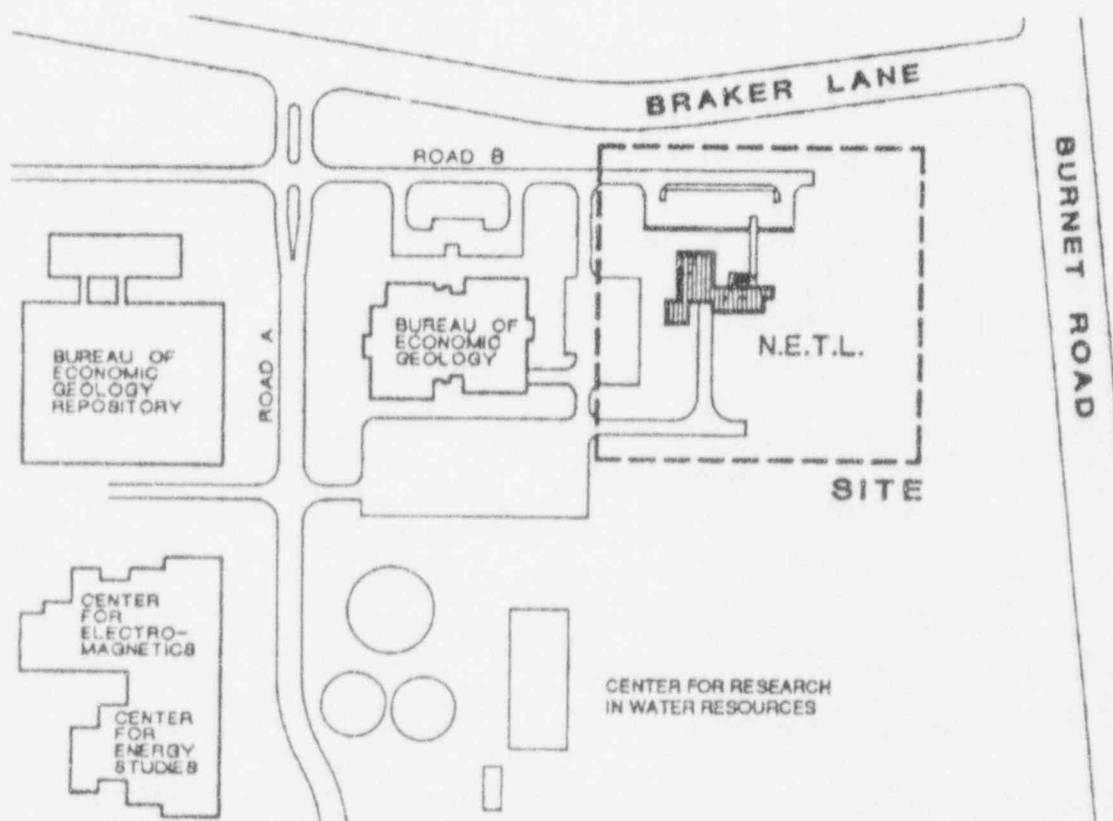 BRAKER LANE
BURNET ROAD
ROAD B
ROAD A
BUREAU OF
ECONOMIC
GEOLOGY
REPOSITORY
BUREAU OF
ECONOMIC
GEOLOGY
N.E.T.L.
SITE
CENTER
FOR
ELECTRO-
MAGNETICS
CENTER
FOR
ENERGY
STUDIES
CENTER FOR RESEARCH
IN WATER RESOURCES